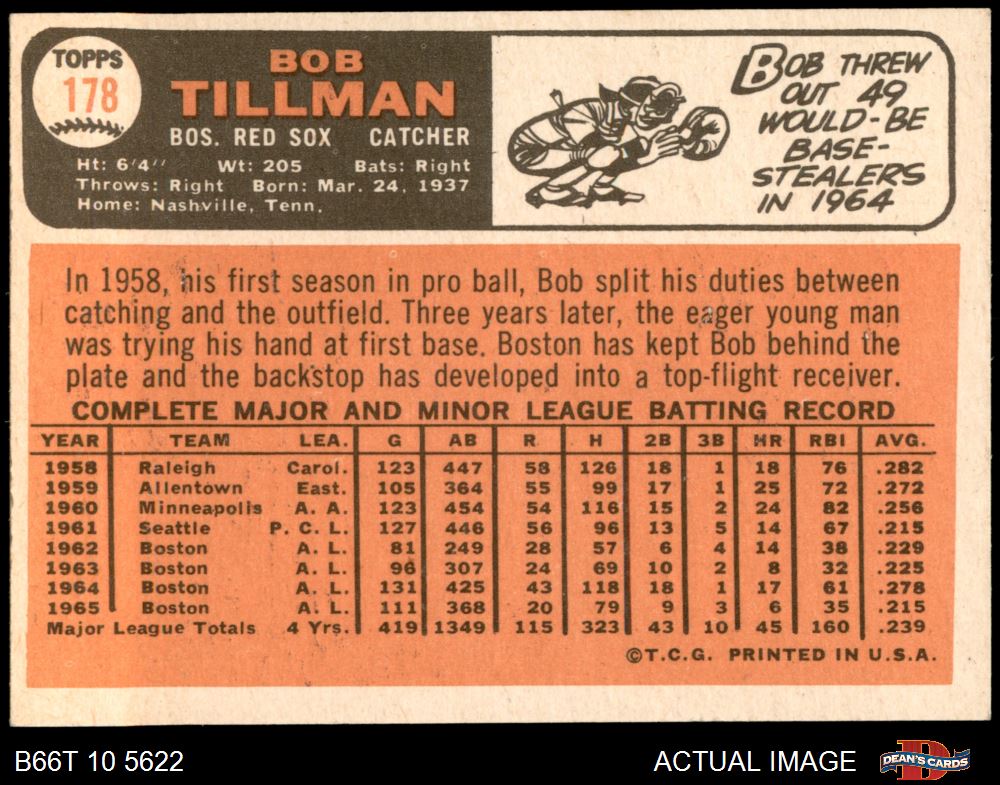 TOPPS
178
BOB
TILLMAN
BOS. RED SOX CATCHER
Ht: 6'4'' Wt: 205 Bats: Right
Throws: Right Born: Mar. 24, 1937
Home: Nashville, Tenn.
BOB THREW
OUT 49
WOULD-BE
BASE-
STEALERS
IN 1964
In 1958, his first season in pro ball, Bob split his duties between
catching and the outfield. Three years later, the eager young man
was trying his hand at first base. Boston has kept Bob behind the
plate and the backstop has developed into a top-flight receiver.
COMPLETE MAJOR AND MINOR LEAGUE BATTING RECORD
YEAR TEAM LEA. G AB R H 2B 3B HR RBI AVG.
1958 Raleigh Carol. 123 447 58 126 18 1 18 76 .282
1959 Allentown East. 105 364 55 99 17 1 25 72 .272
1960 Minneapolis A. A. 123 454 54 116 15 2 24 82 .256
1961 Seattle P. C. L. 127 446 56 96 13 5 14 67 .215
1962 Boston A. L. 81 249 28 57 6 4 14 38 .229
1963 Boston A. L. 96 307 24 69 10 2 8 32 .225
1964 Boston A. L. 131 425 43 118 18 1 17 61 .278
1965 Boston A. L. 111 368 20 79 9 3 6 35 .215
Major League Totals 4 Yrs. 419 1349 115 323 43 10 45 160 .239
©T.C.G. PRINTED IN U.S.A.
B66T 10 5622 ACTUAL IMAGE DEAN'S CARDS